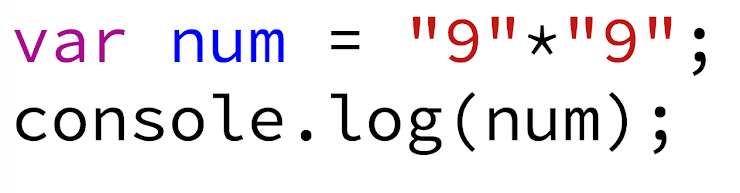 var num = "9"*"9";
console.log(num);